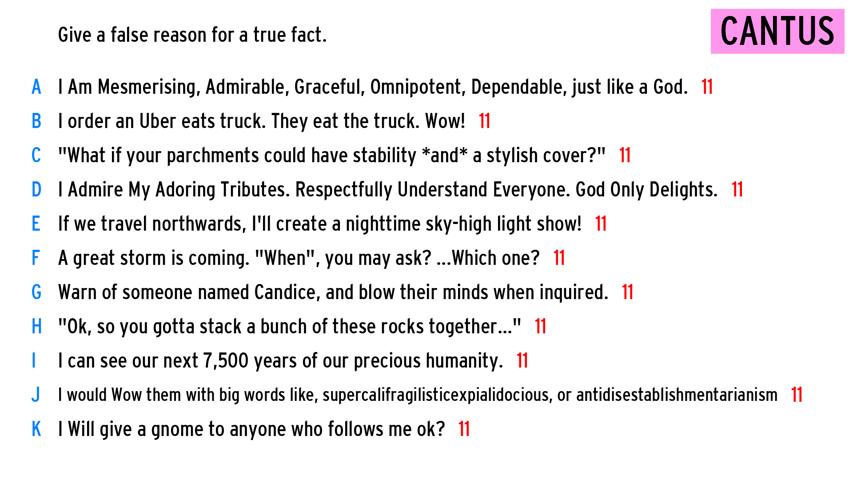 Give a false reason for a true fact.
CANTUS
A I Am Mesmerising, Admirable, Graceful, Omnipotent, Dependable, just like a God. 11
B I order an Uber eats truck. They eat the truck. Wow! 11
C "What if your parchments could have stability *and* a stylish cover?" 11
D I Admire My Adoring Tributes. Respectfully Understand Everyone. God Only Delights. 11
E If we travel northwards, I'll create a nighttime sky-high light show! 11
F A great storm is coming. "When", you may ask? ...Which one? 11
G Warn of someone named Candice, and blow their minds when inquired. 11
H "Ok, so you gotta stack a bunch of these rocks together..." 11
I I can see our next 7,500 years of our precious humanity. 11
J I would Wow them with big words like, supercalifragilisticexpialidocious, or antidisestablishmentarianism 11
K I Will give a gnome to anyone who follows me ok? 11